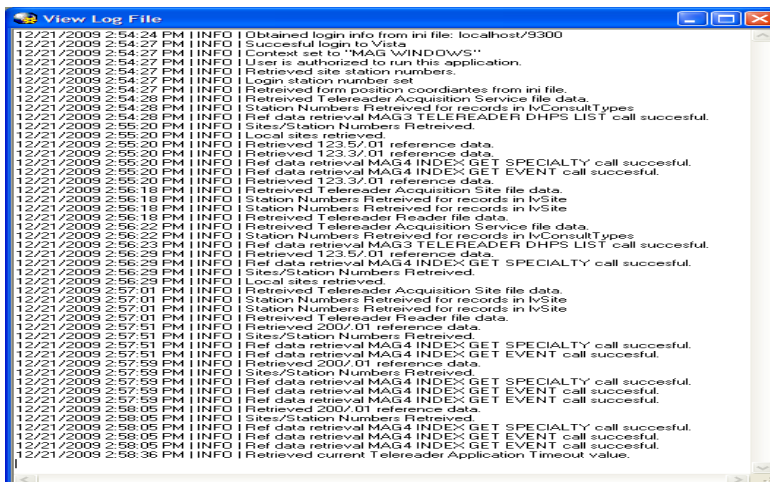 View Log File
12/21/2009 2:54:24 PM | INFO | Obtained login info from ini file: localhost/9300
12/21/2009 2:54:27 PM | INFO | Succesful login to Vista
12/21/2009 2:54:27 PM | INFO | Context set to "MAG WINDOWS"
12/21/2009 2:54:27 PM | INFO | User is authorized to run this application.
12/21/2009 2:54:27 PM | INFO | Retrieved site station numbers.
12/21/2009 2:54:27 PM | INFO | Login station number set
12/21/2009 2:54:27 PM | INFO | Retreived form position coordiantes from ini file.
12/21/2009 2:54:28 PM | INFO | Retreived Telereader Acquisition Service file data.
12/21/2009 2:54:28 PM | INFO | Station Numbers Retreived for records in lvConsultTypes
12/21/2009 2:54:28 PM | INFO | Ref data retrieval MAG3 TELEREADER DHPS LIST call succesful.
12/21/2009 2:55:20 PM | INFO | Sites/Station Numbers Retreived.
12/21/2009 2:55:20 PM | INFO | Local sites retrieved.
12/21/2009 2:55:20 PM | INFO | Retrieved 123.5/.01 reference data.
12/21/2009 2:55:20 PM | INFO | Retrieved 123.3/.01 reference data.
12/21/2009 2:55:20 PM | INFO | Ref data retrieval MAG4 INDEX GET SPECIALTY call succesful.
12/21/2009 2:55:20 PM | INFO | Ref data retrieval MAG4 INDEX GET EVENT call succesful.
12/21/2009 2:55:20 PM | INFO | Retrieved 123.3/.01 reference data.
12/21/2009 2:56:18 PM | INFO | Retreived Telereader Acquisition Site file data.
12/21/2009 2:56:18 PM | INFO | Station Numbers Retreived for records in lvSite
12/21/2009 2:56:18 PM | INFO | Station Numbers Retreived for records in lvSite
12/21/2009 2:56:18 PM | INFO | Retreived Telereader Reader file data.
12/21/2009 2:56:22 PM | INFO | Retreived Telereader Acquisition Service file data.
12/21/2009 2:56:22 PM | INFO | Station Numbers Retreived for records in lvConsultTypes
12/21/2009 2:56:23 PM | INFO | Ref data retrieval MAG3 TELEREADER DHPS LIST call succesful.
12/21/2009 2:56:29 PM | INFO | Retrieved 123.5/.01 reference data.
12/21/2009 2:56:29 PM | INFO | Ref data retrieval MAG4 INDEX GET SPECIALTY call succesful.
12/21/2009 2:56:29 PM | INFO | Sites/Station Numbers Retreived.
12/21/2009 2:56:29 PM | INFO | Local sites retrieved.
12/21/2009 2:57:01 PM | INFO | Retreived Telereader Acquisition Site file data.
12/21/2009 2:57:01 PM | INFO | Station Numbers Retreived for records in lvSite
12/21/2009 2:57:01 PM | INFO | Station Numbers Retreived for records in lvSite
12/21/2009 2:57:01 PM | INFO | Retreived Telereader Reader file data.
12/21/2009 2:57:51 PM | INFO | Retrieved 200/.01 reference data.
12/21/2009 2:57:51 PM | INFO | Sites/Station Numbers Retreived.
12/21/2009 2:57:51 PM | INFO | Ref data retrieval MAG4 INDEX GET SPECIALTY call succesful.
12/21/2009 2:57:51 PM | INFO | Ref data retrieval MAG4 INDEX GET EVENT call succesful.
12/21/2009 2:57:59 PM | INFO | Retrieved 200/.01 reference data.
12/21/2009 2:57:59 PM | INFO | Sites/Station Numbers Retreived.
12/21/2009 2:57:59 PM | INFO | Ref data retrieval MAG4 INDEX GET SPECIALTY call succesful.
12/21/2009 2:57:59 PM | INFO | Ref data retrieval MAG4 INDEX GET EVENT call succesful.
12/21/2009 2:57:59 PM | INFO | Ref data retrieval MAG4 INDEX GET EVENT call succesful.
12/21/2009 2:58:05 PM | INFO | Retrieved 200/.01 reference data.
12/21/2009 2:58:05 PM | INFO | Sites/Station Numbers Retreived.
12/21/2009 2:58:05 PM | INFO | Ref data retrieval MAG4 INDEX GET SPECIALTY call succesful.
12/21/2009 2:58:05 PM | INFO | Ref data retrieval MAG4 INDEX GET EVENT call succesful.
12/21/2009 2:58:05 PM | INFO | Ref data retrieval MAG4 INDEX GET EVENT call succesful.
12/21/2009 2:58:36 PM | INFO | Retrieved current Telereader Application Timeout value.